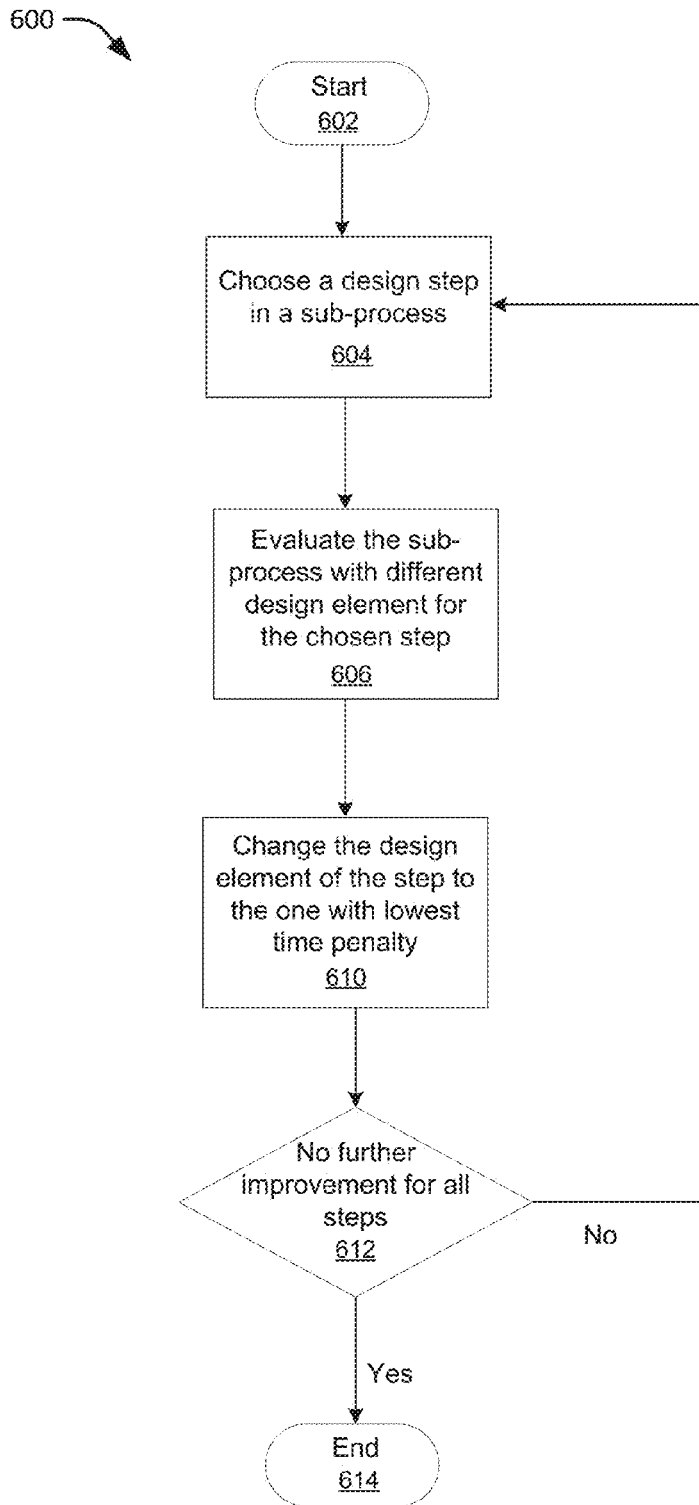 600
Start
602
Choose a design step
in a sub-process
604
Evaluate the sub-
process with different
design element for
the chosen step
606
Change the design
element of the step to
the one with lowest
time penalty
610
No further
improvement for all
steps
612
No
Yes
End
614